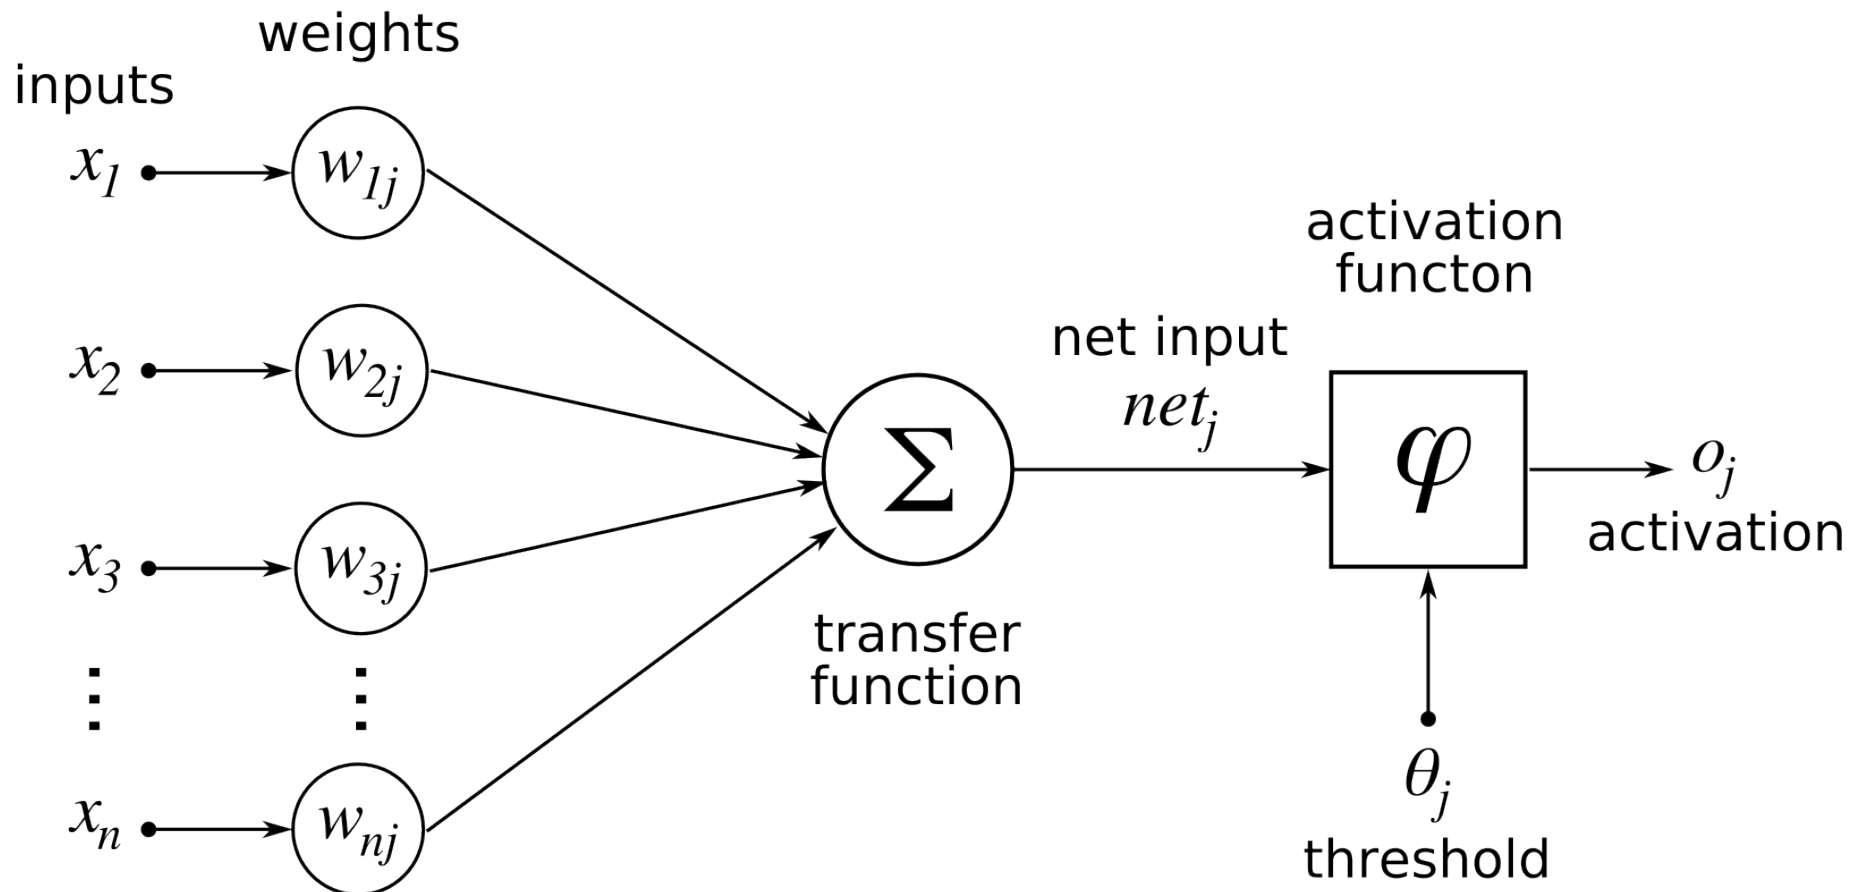 weights
inputs
x1
w1j
x2
w2j
x3
w3j
⋮ ⋮
xn
wnj
Σ
transfer
function
net input
netj
activation
functon
φ
oj
activation
θj
threshold